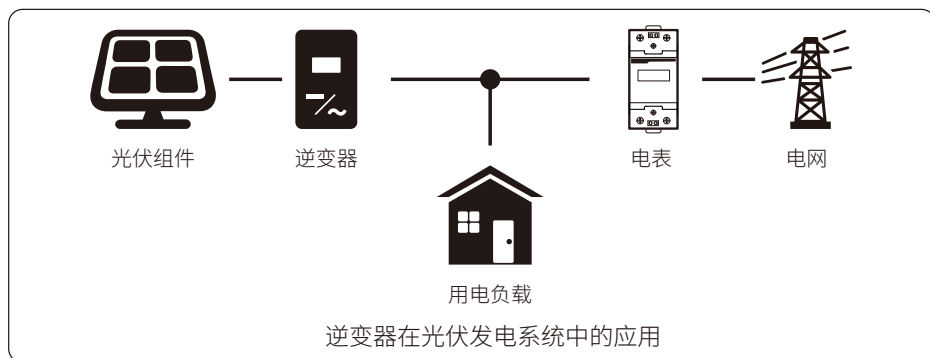 光伏组件
逆变器
电表
电网
用电负载
逆变器在光伏发电系统中的应用